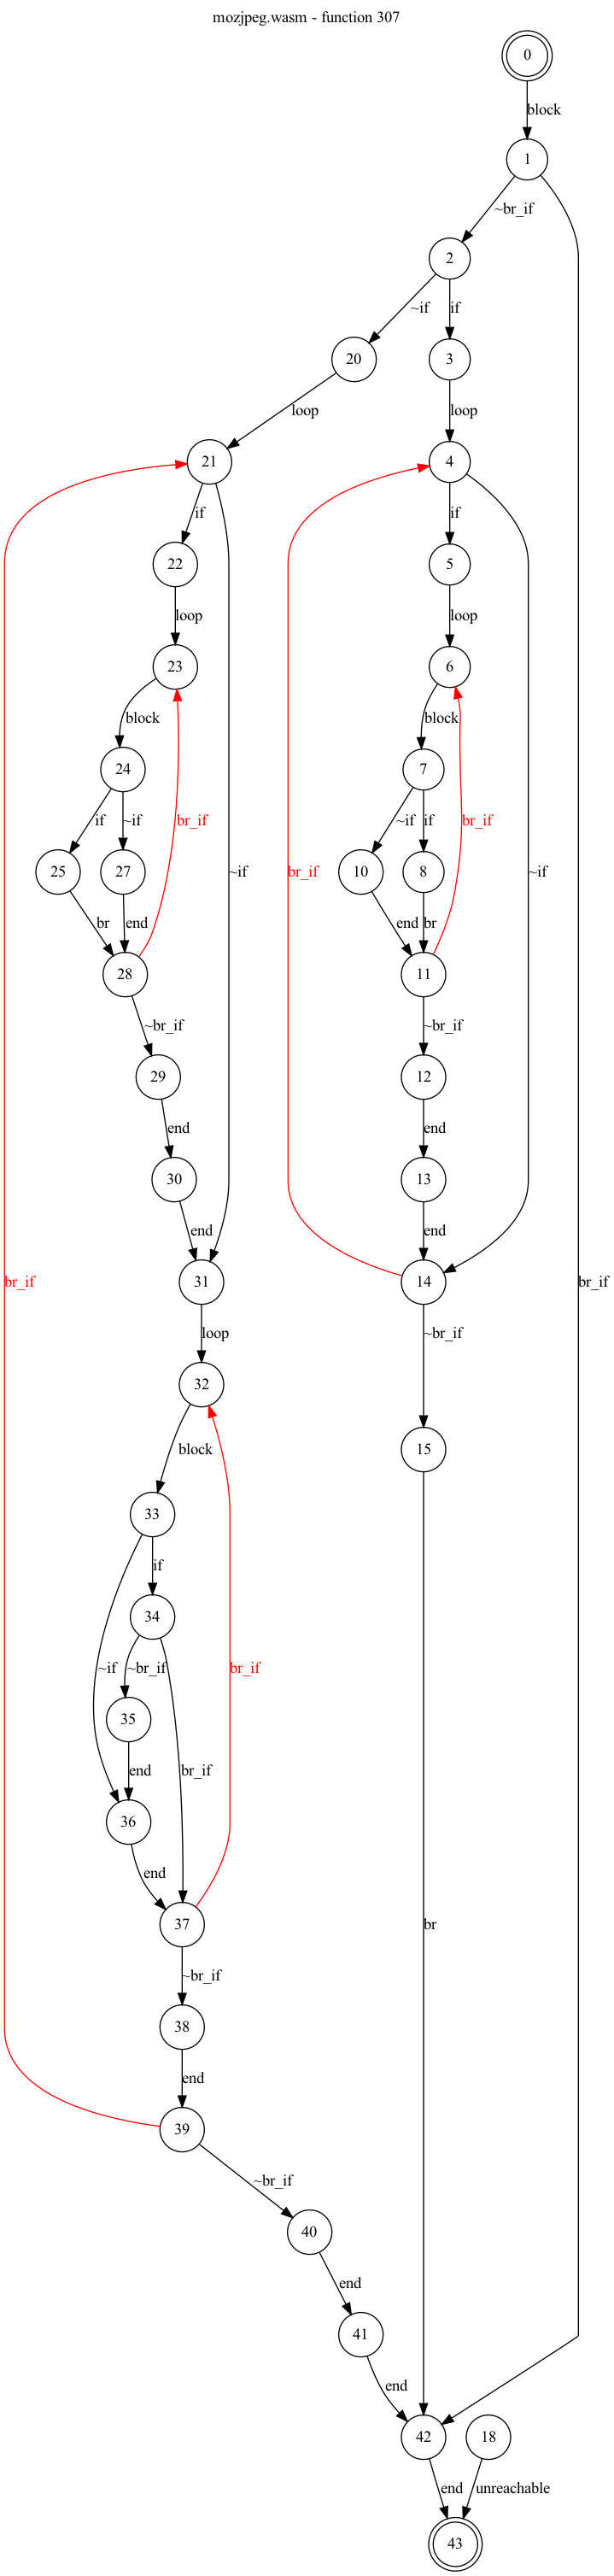 mozjpeg.wasm - function 307
0
block
1
~br_if
2
~if
if
20
3
loop
loop
21
4
if
if
22
5
loop
loop
23
6
block
block
24
7
if
~if
br_if
~if
~if
if
br_if
br_if
~if
25
27
10
8
br
end
end
br
28
11
~br_if
~br_if
29
12
end
end
30
13
end
end
br_if
31
14
br_if
loop
~br_if
32
block
15
33
if
34
~if
~br_if
br_if
35
br_if
end
36
end
37
br
~br_if
38
end
39
~br_if
40
end
41
end
42
18
end
unreachable
43